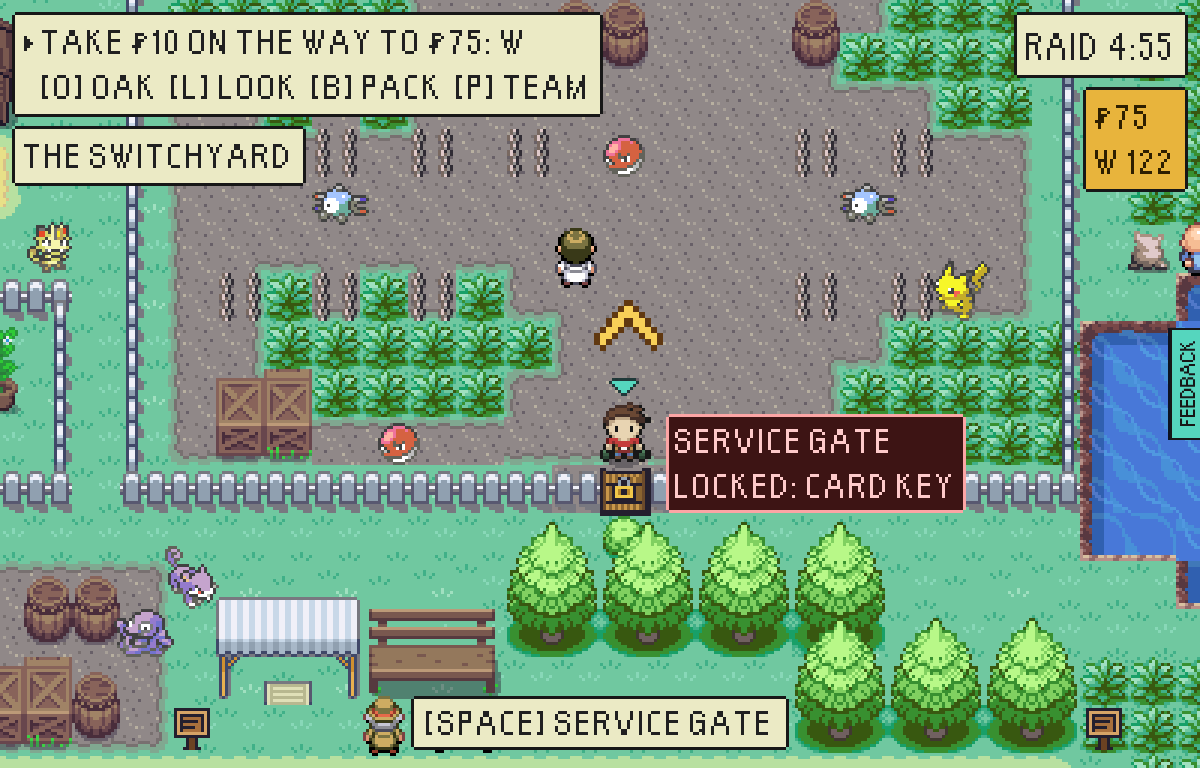 ▸TAKE ₽10 ON THE WAY TO ₽75: W
[O] OAK [L] LOOK [B] PACK [P] TEAM
RAID 4:55
THE SWITCHYARD
₽75
W 122
FEEDBACK
SERVICE GATE
LOCKED: CARD KEY
[SPACE] SERVICE GATE